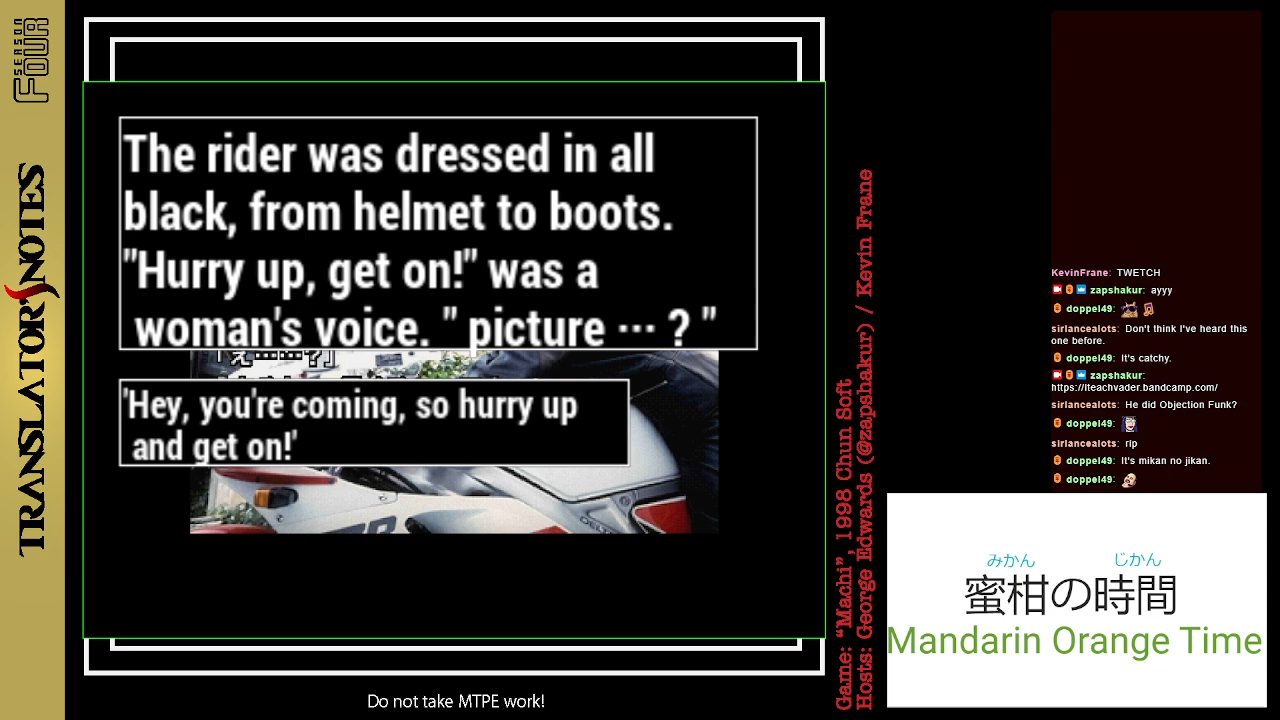 SEASON
FOUR
TRANSLATOR'S NOTES
The rider was dressed in all
black, from helmet to boots.
"Hurry up, get on!" was a
woman's voice. " picture ··· ? "
「え……?」
'Hey, you're coming, so hurry up
and get on!'
Do not take MTPE work!
Game: "Machi", 1998 Chun Soft
Hosts: George Edwards (@zapshakur) / Kevin Frane
KevinFrane: TWETCH
zapshakur: ayyy
doppel49:
sirlancealots: Don't think I've heard this
one before.
doppel49: It's catchy.
zapshakur:
https://iteachvader.bandcamp.com/
sirlancealots: He did Objection Funk?
doppel49:
sirlancealots: rip
doppel49: It's mikan no jikan.
doppel49:
みかん じかん
蜜柑の時間
Mandarin Orange Time